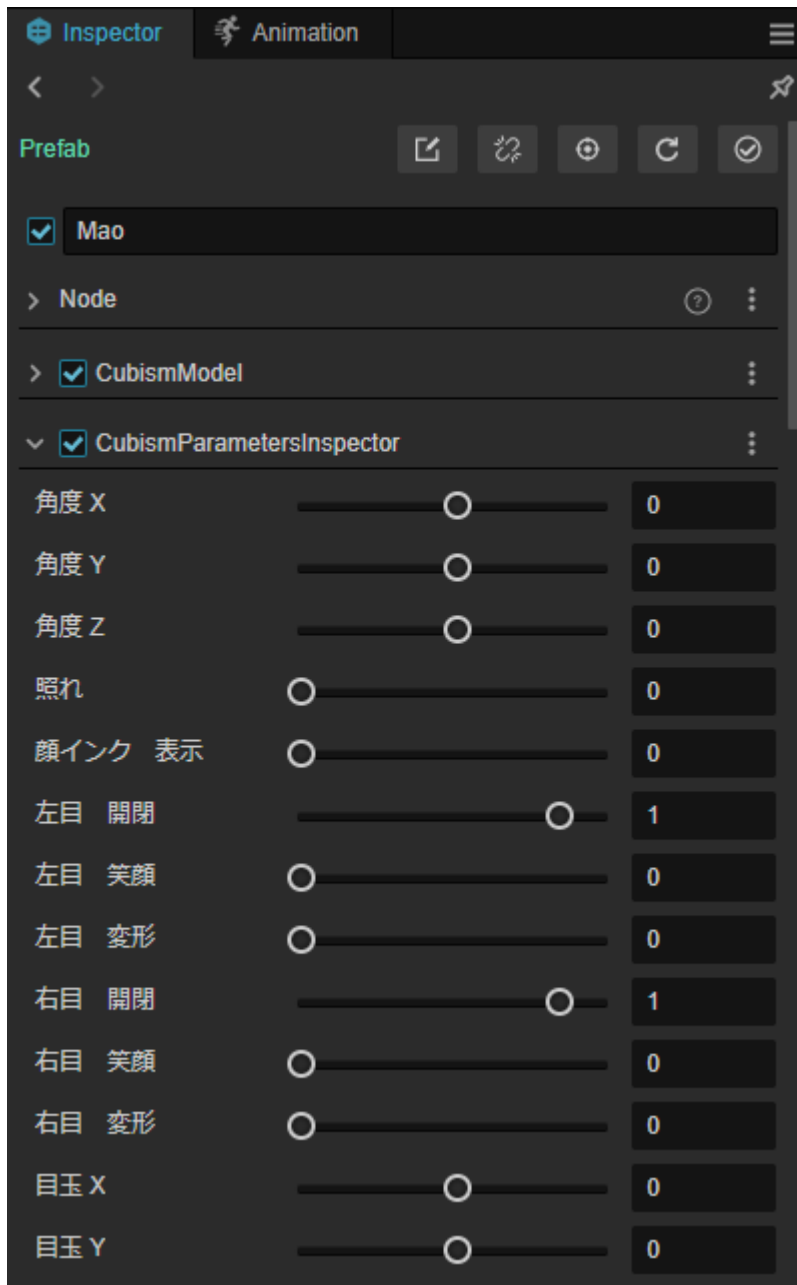 Inspector Animation
Prefab
Mao
Node
CubismModel
CubismParametersInspector
角度 X 0
角度 Y 0
角度 Z 0
照れ 0
顔インク　表示 0
左目　開閉 1
左目　笑顔 0
左目　変形 0
右目　開閉 1
右目　笑顔 0
右目　変形 0
目玉 X 0
目玉 Y 0